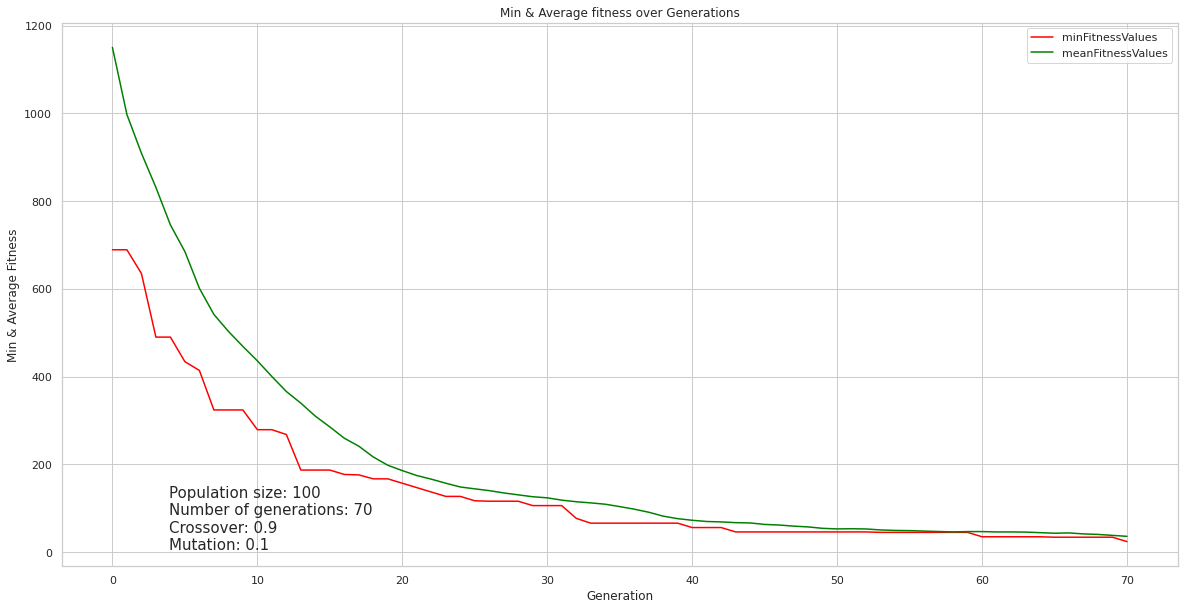 Min & Average fitness over Generations
minFitnessValues
meanFitnessValues
Min & Average Fitness
1200
1000
800
600
400
200
0
Population size: 100
Number of generations: 70
Crossover: 0.9
Mutation: 0.1
0 10 20 30 40 50 60 70
Generation